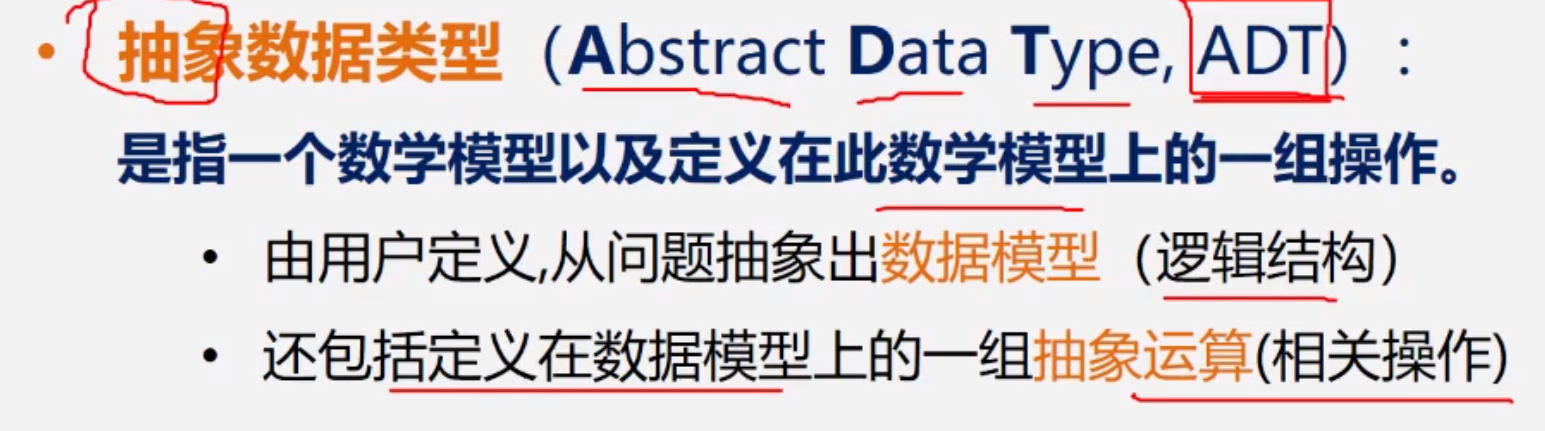 • 抽象数据类型（Abstract Data Type, ADT）：
是指一个数学模型以及定义在此数学模型上的一组操作。
• 由用户定义,从问题抽象出数据模型（逻辑结构）
• 还包括定义在数据模型上的一组抽象运算(相关操作)